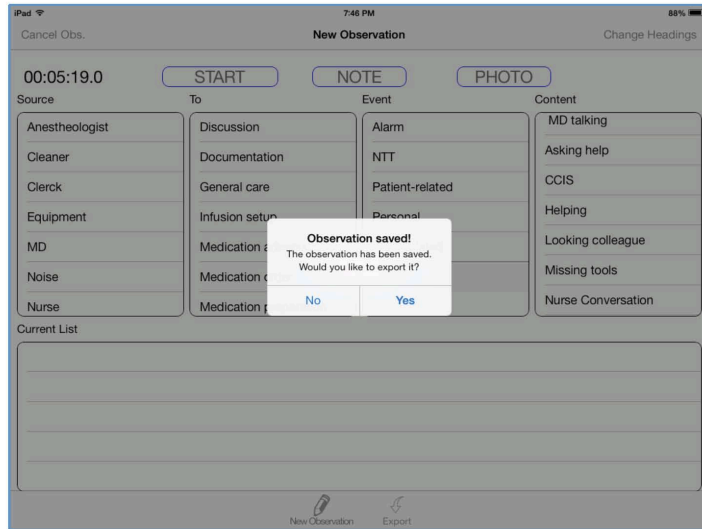 iPad 7:46 PM 88%
Cancel Obs. New Observation Change Headings
00:05:19.0 START NOTE PHOTO
Source To Event Content
Anestheologist Discussion Alarm MD talking
Cleaner Documentation NTT Asking help
Clerck General care Patient-related CCIS
Equipment Infusion setup Personal Helping
MD Medication Looking colleague
Noise Medication Missing tools
Nurse Medication Nurse Conversation
Observation saved!
The observation has been saved.
Would you like to export it?
No Yes
Current List
New Observation Export